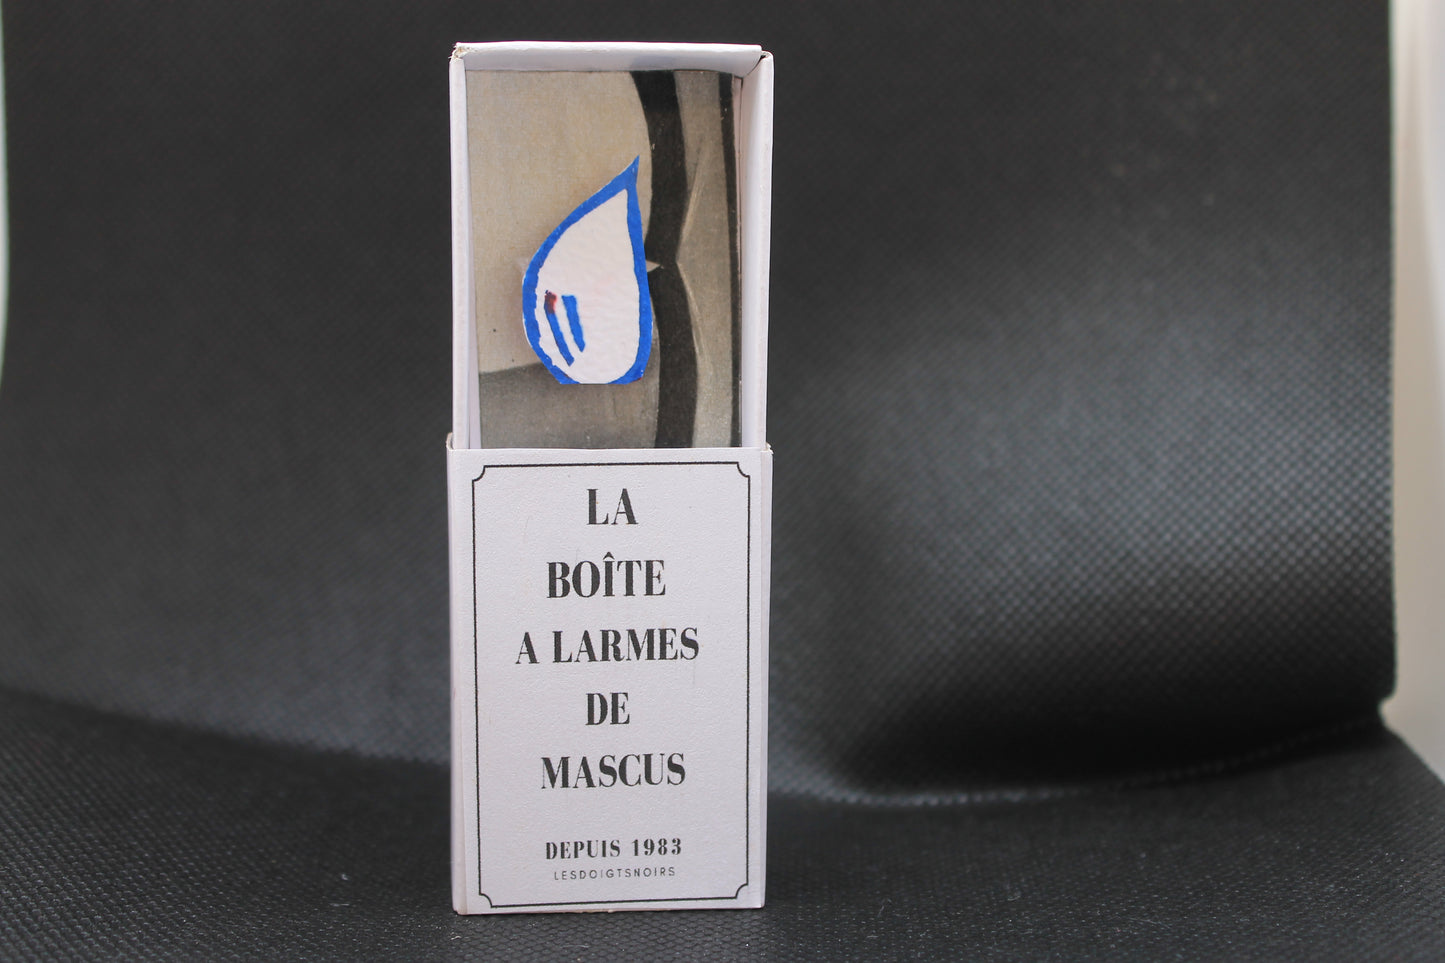 LA
BOÎTE
A LARMES
DE
MASCUS
DEPUIS 1983
LESDOIGTSNOIRS